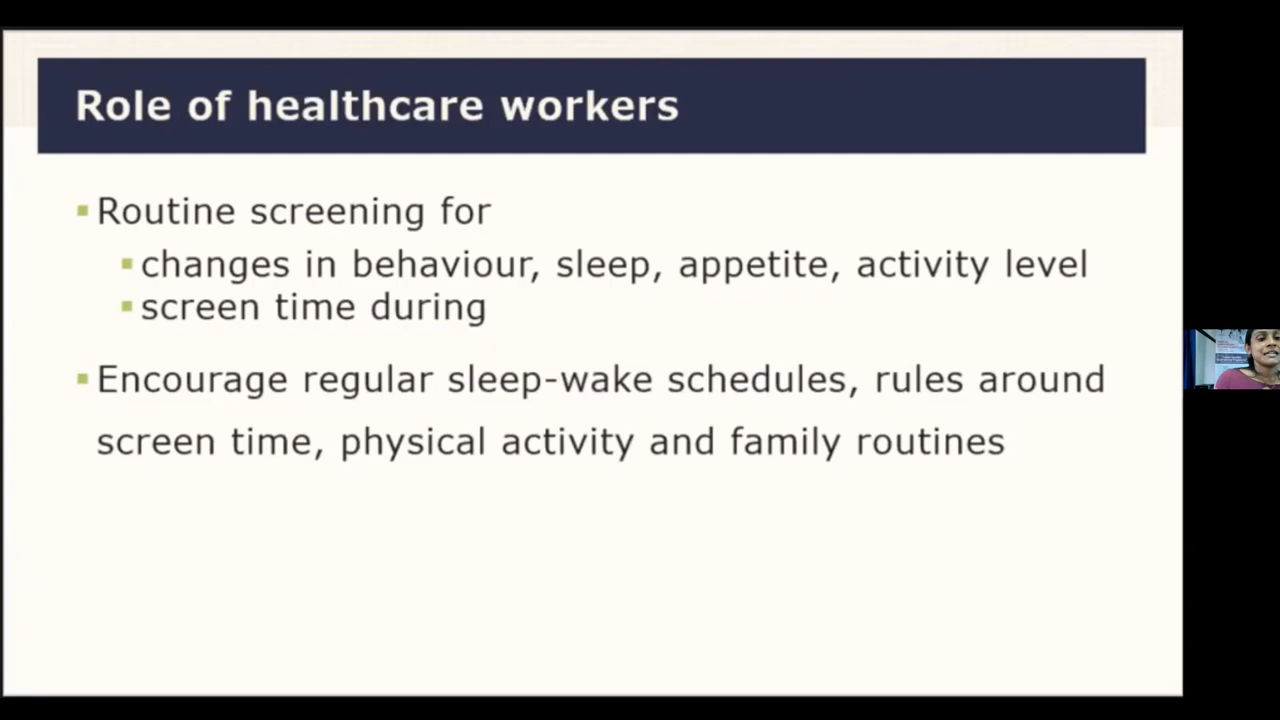 Role of healthcare workers
Routine screening for
changes in behaviour, sleep, appetite, activity level
screen time during
Encourage regular sleep-wake schedules, rules around
screen time, physical activity and family routines